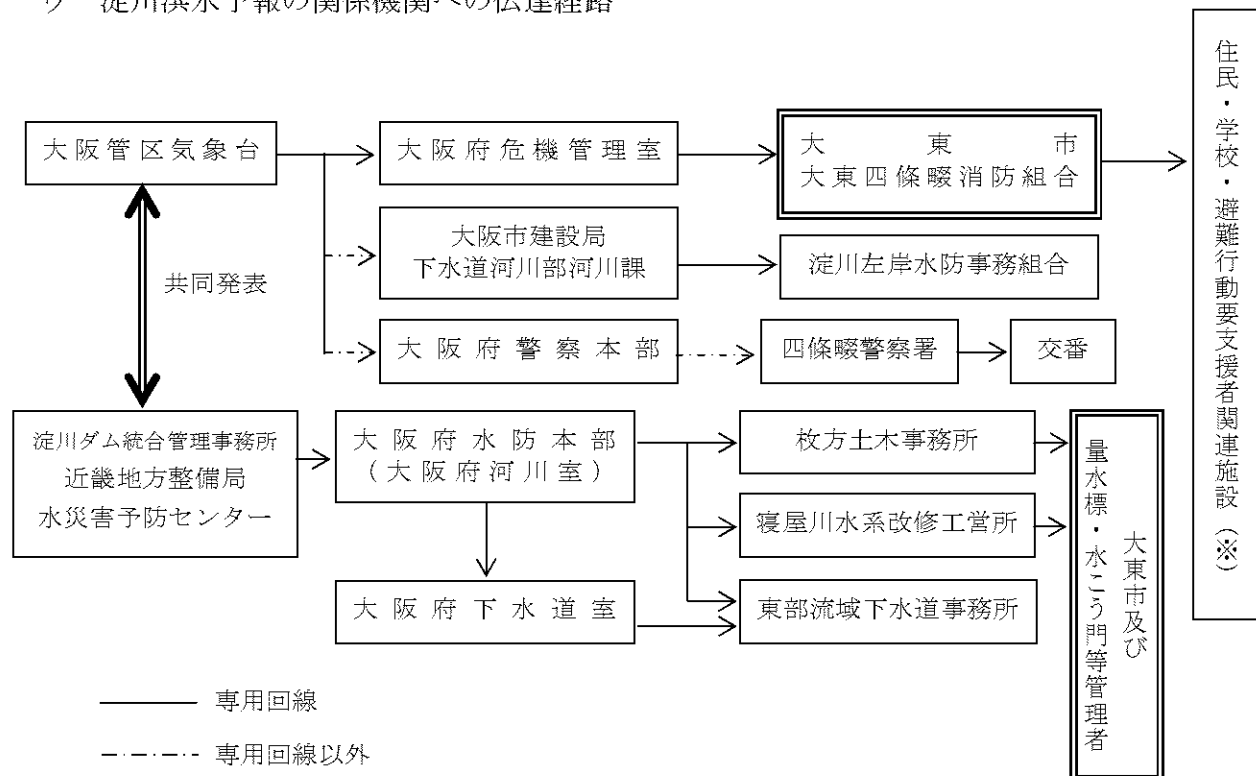 淀川洪水予報の関係機関への伝達経路
大阪管区気象台
大阪府危機管理室
大東市
大東四條畷消防組合
住民・学校・避難行動要支援者関連施設（※）
大阪市建設局
下水道河川部河川課
淀川左岸水防事務組合
共同発表
大阪府警察本部
四條畷警察署
交番
淀川ダム統合管理事務所
近畿地方整備局
水災害予防センター
大阪府水防本部
（大阪府河川室）
枚方土木事務所
寝屋川水系改修工営所
大阪府下水道室
東部流域下水道事務所
大東市及び
量水標・水こう門等管理者
専用回線
専用回線以外